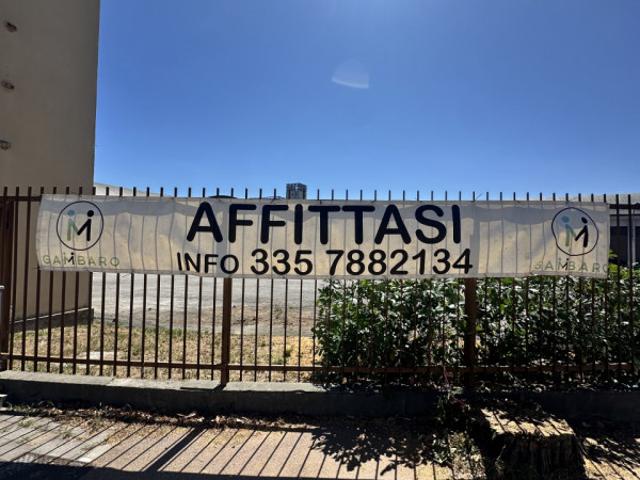 AFFITTASI
INFO 335 7882134
GAMBARO
GAMBARO